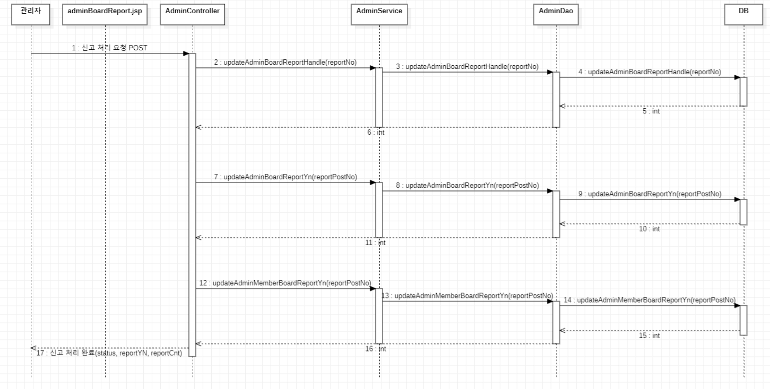 관리자
adminBoardReport.jsp
AdminController
AdminService
AdminDao
DB
1 : 신고 처리 요청 POST
2 : updateAdminBoardReportHandle(reportNo)
3 : updateAdminBoardReportHandle(reportNo)
4 : updateAdminBoardReportHandle(reportNo)
5 : int
6 : int
7 : updateAdminBoardReportYn(reportPostNo)
8 : updateAdminBoardReportYn(reportPostNo)
9 : updateAdminBoardReportYn(reportPostNo)
10 : int
11 : int
12 : updateAdminMemberBoardReportYn(reportPostNo)
13 : updateAdminMemberBoardReportYn(reportPostNo)
14 : updateAdminMemberBoardReportYn(reportPostNo)
15 : int
16 : int
17 : 신고 처리 완료(status, reportYN, reportCnt)